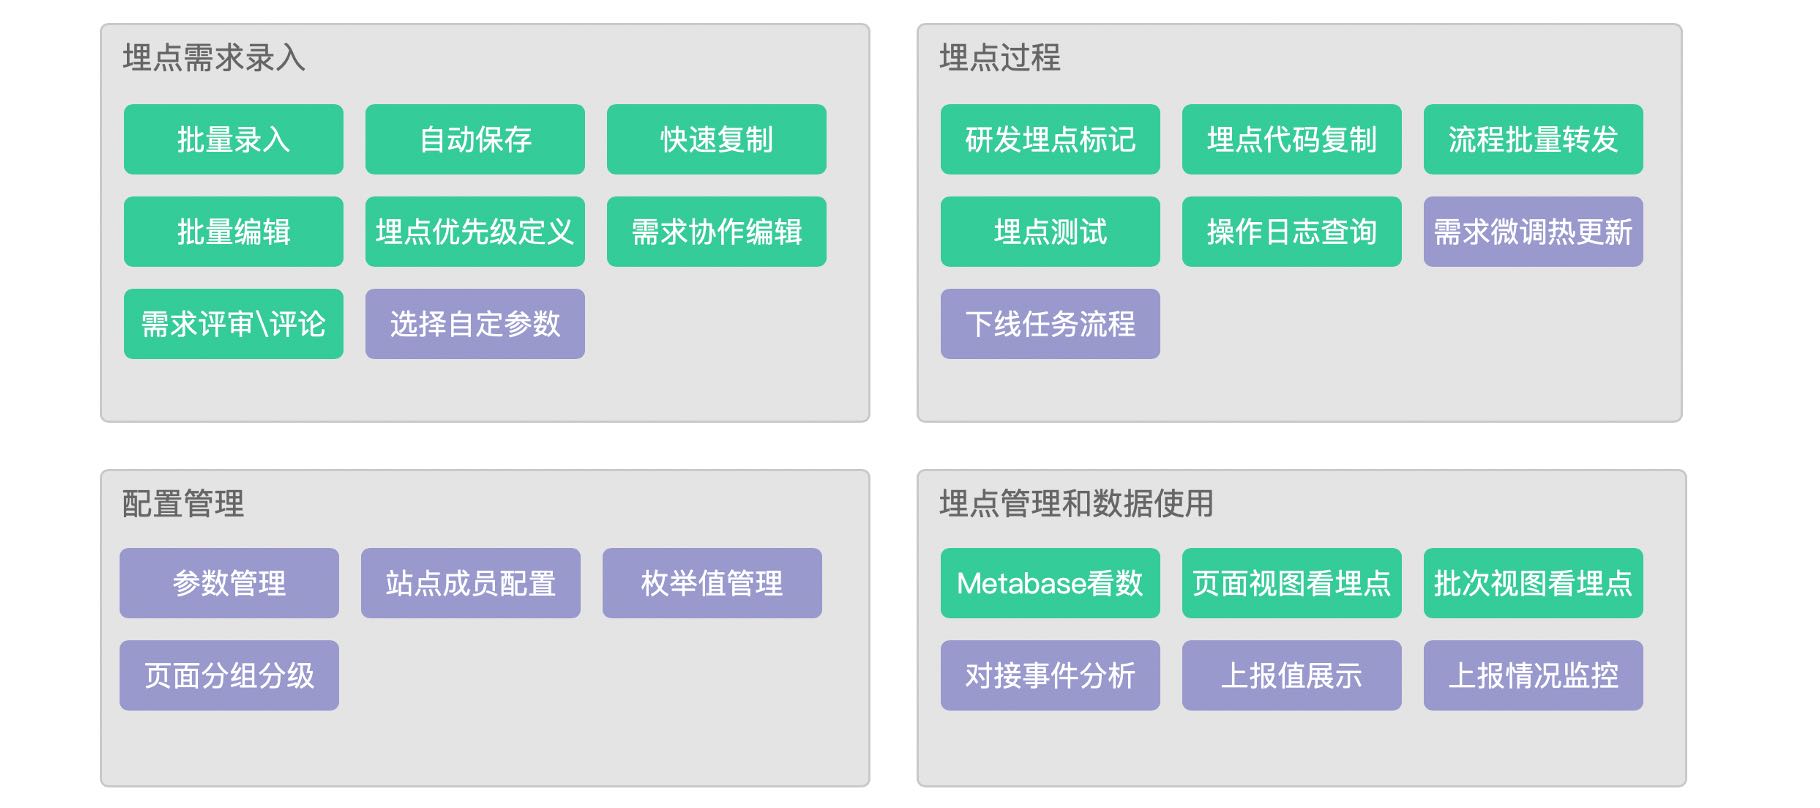 埋点需求录入
批量录入
自动保存
快速复制
批量编辑
埋点优先级定义
需求协作编辑
需求评审\评论
选择自定参数
埋点过程
研发埋点标记
埋点代码复制
流程批量转发
埋点测试
操作日志查询
需求微调热更新
下线任务流程
配置管理
参数管理
站点成员配置
枚举值管理
页面分组分级
埋点管理和数据使用
Metabase看数
页面视图看埋点
批次视图看埋点
对接事件分析
上报值展示
上报情况监控